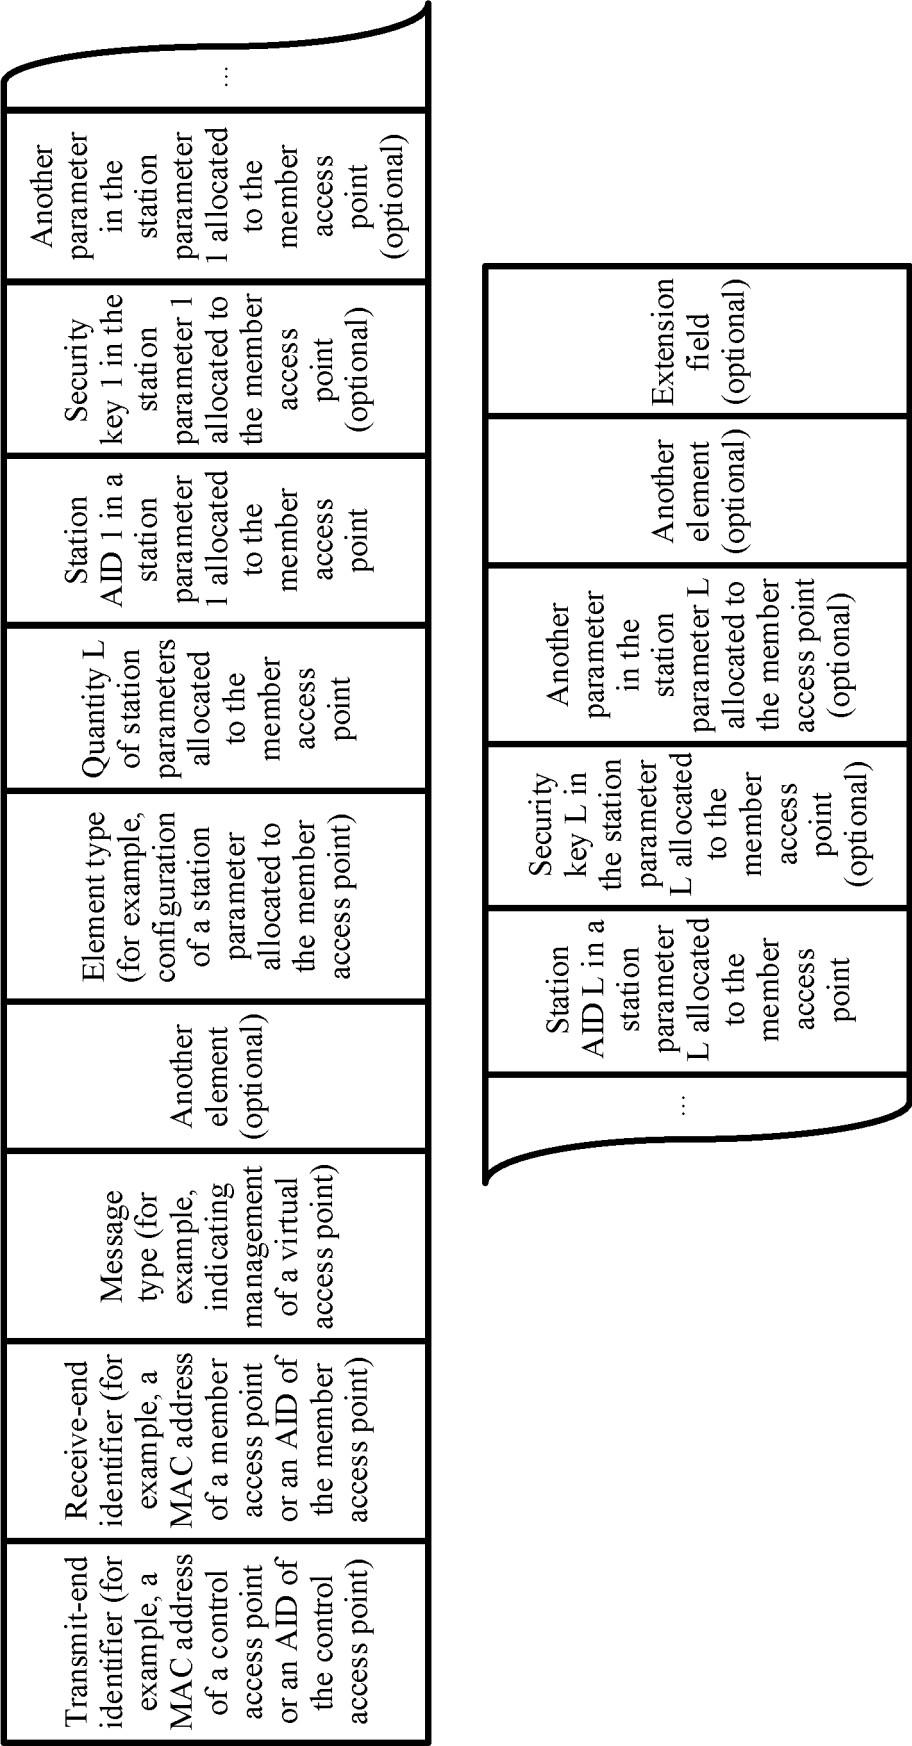 Transmit-end
identifier (for
example, a
MAC address
of a control
access point
or an AID of
the control
access point)
Receive-end
identifier (for
example, a
MAC address
of a member
access point
or an AID of
the member
access point)
Message
type (for
example,
indicating
management
of a virtual
access point)
Another
element
(optional)
Element type
(for example,
configuration
of a station
parameter
allocated to
the member
access point)
Quantity L
of station
parameters
allocated
to the
member
access
point
Station
AID 1 in a
station
parameter
1 allocated
to the
member
access
point
Security
key 1 in the
station
parameter 1
allocated to
the member
access
point
(optional)
Another
parameter
in the
station
parameter
1 allocated
to the
member
access
point
(optional)
...
...
Station
AID L in a
station
parameter
L allocated
to the
member
access
point
Security
key L in
the station
parameter
L allocated
to the
member
access
point
(optional)
Another
parameter
in the
station
parameter L
allocated to
the member
access point
(optional)
Another
element
(optional)
Extension
field
(optional)